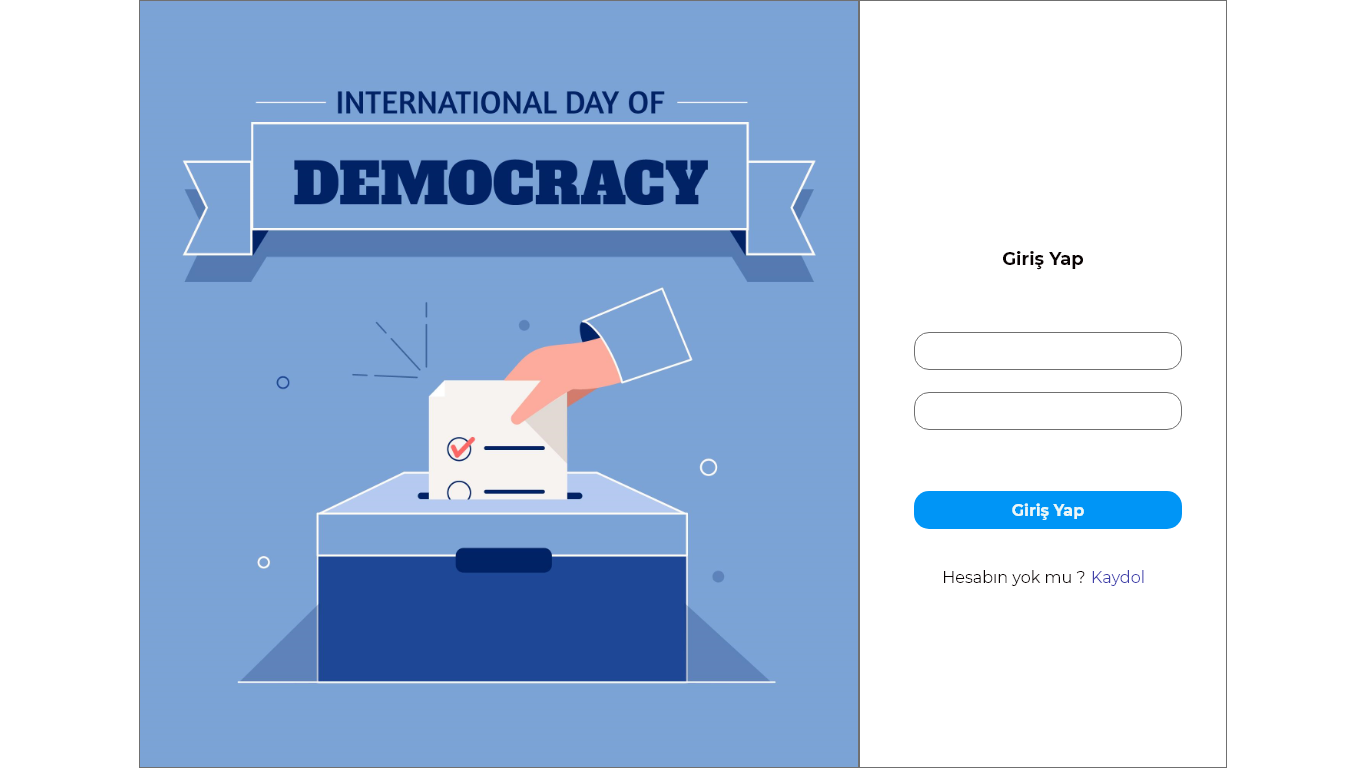 INTERNATIONAL DAY OF
DEMOCRACY
Giriş Yap
Giriş Yap
Hesabın yok mu ? Kaydol